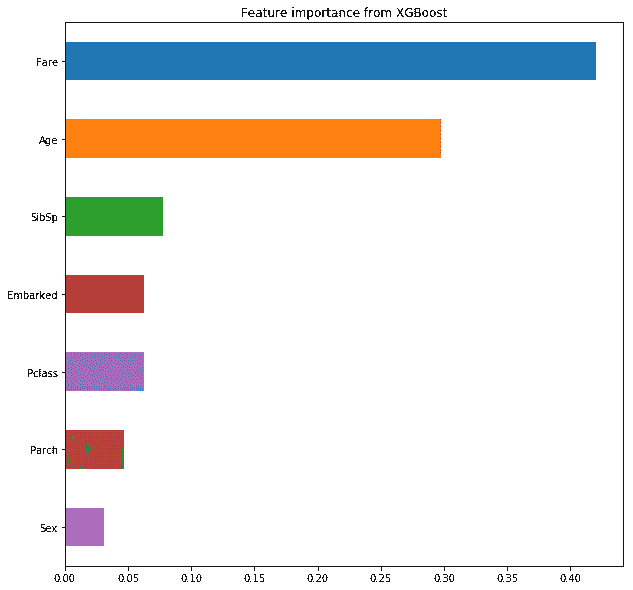 Feature importance from XGBoost
Fare
Age
SibSp
Embarked
Pclass
Parch
Sex
0.00 0.05 0.10 0.15 0.20 0.25 0.30 0.35 0.40